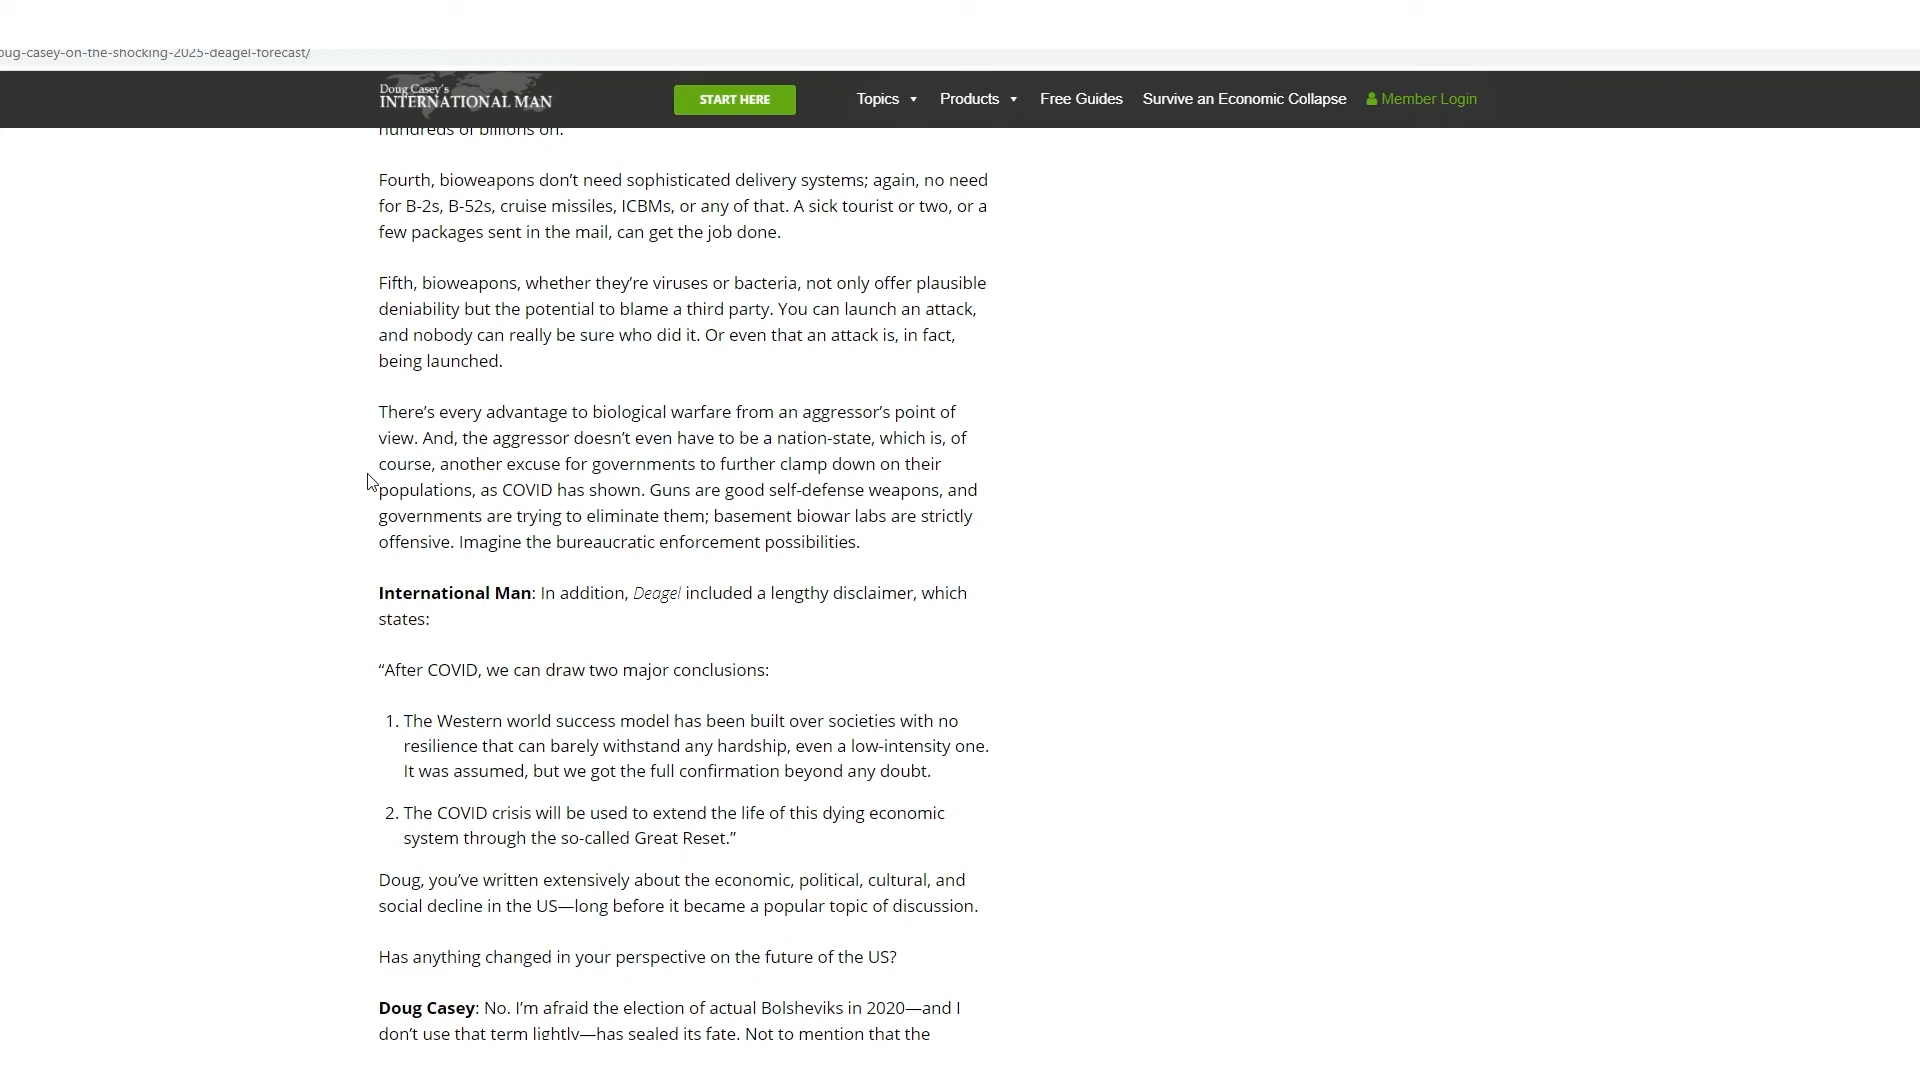 oug-casey-on-the-shocking-2025-deagel-forecast/
Doug Casey's
INTERNATIONAL MAN
START HERE
Topics
Products
Free Guides
Survive an Economic Collapse
Member Login
hundreds of billions on.
Fourth, bioweapons don’t need sophisticated delivery systems; again, no need
for B-2s, B-52s, cruise missiles, ICBMs, or any of that. A sick tourist or two, or a
few packages sent in the mail, can get the job done.
Fifth, bioweapons, whether they’re viruses or bacteria, not only offer plausible
deniability but the potential to blame a third party. You can launch an attack,
and nobody can really be sure who did it. Or even that an attack is, in fact,
being launched.
There’s every advantage to biological warfare from an aggressor’s point of
view. And, the aggressor doesn’t even have to be a nation-state, which is, of
course, another excuse for governments to further clamp down on their
populations, as COVID has shown. Guns are good self-defense weapons, and
governments are trying to eliminate them; basement biowar labs are strictly
offensive. Imagine the bureaucratic enforcement possibilities.
International Man: In addition, Deagel included a lengthy disclaimer, which
states:
“After COVID, we can draw two major conclusions:
1. The Western world success model has been built over societies with no
resilience that can barely withstand any hardship, even a low-intensity one.
It was assumed, but we got the full confirmation beyond any doubt.
2. The COVID crisis will be used to extend the life of this dying economic
system through the so-called Great Reset.”
Doug, you’ve written extensively about the economic, political, cultural, and
social decline in the US—long before it became a popular topic of discussion.
Has anything changed in your perspective on the future of the US?
Doug Casey: No. I’m afraid the election of actual Bolsheviks in 2020—and I
don’t use that term lightly—has sealed its fate. Not to mention that the